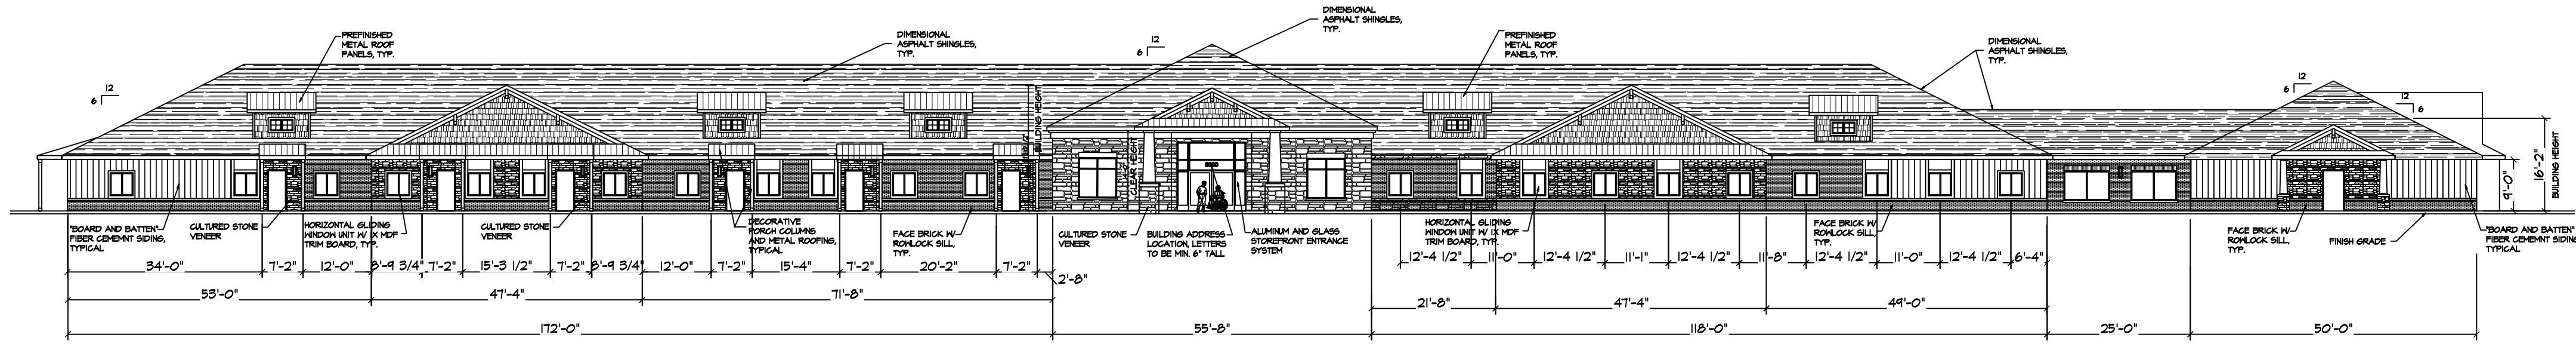 DIMENSIONAL
ASPHALT SHINGLES,
TYP.
PREFINISHED
METAL ROOF
PANELS, TYP.
DIMENSIONAL
ASPHALT SHINGLES,
TYP.
12
6
PREFINISHED
METAL ROOF
PANELS, TYP.
DIMENSIONAL
ASPHALT SHINGLES,
TYP.
12
6
12
6
12
6
BUILDING HEIGHT
CLEAR HEIGHT
9'-0"
16'-2"
BUILDING HEIGHT
"BOARD AND BATTEN"
FIBER CEMEMNT SIDING,
TYPICAL
CULTURED STONE
VENEER
HORIZONTAL GLIDING
WINDOW UNIT W/ 1X MDF
TRIM BOARD, TYP.
CULTURED STONE
VENEER
DECORATIVE
PORCH COLUMNS
AND METAL ROOFING,
TYPICAL
FACE BRICK W/
ROWLOCK SILL,
TYP.
CULTURED STONE
VENEER
BUILDING ADDRESS
LOCATION, LETTERS
TO BE MIN. 6" TALL
ALUMINUM AND GLASS
STOREFRONT ENTRANCE
SYSTEM
HORIZONTAL GLIDING
WINDOW UNIT W/ 1X MDF
TRIM BOARD, TYP.
FACE BRICK W/
ROWLOCK SILL,
TYP.
FACE BRICK W/
ROWLOCK SILL,
TYP.
FINISH GRADE
"BOARD AND BATTEN"
FIBER CEMEMNT SIDING
TYPICAL
34'-0"
7'-2"
12'-0"
8'-9 3/4"
7'-2"
15'-3 1/2"
7'-2"
8'-9 3/4"
12'-0"
7'-2"
15'-4"
7'-2"
20'-2"
7'-2"
2'-8"
12'-4 1/2"
11'-0"
12'-4 1/2"
11'-1"
12'-4 1/2"
11'-8"
12'-4 1/2"
11'-0"
12'-4 1/2"
6'-4"
53'-0"
47'-4"
71'-8"
21'-8"
47'-4"
49'-0"
172'-0"
55'-8"
118'-0"
25'-0"
50'-0"